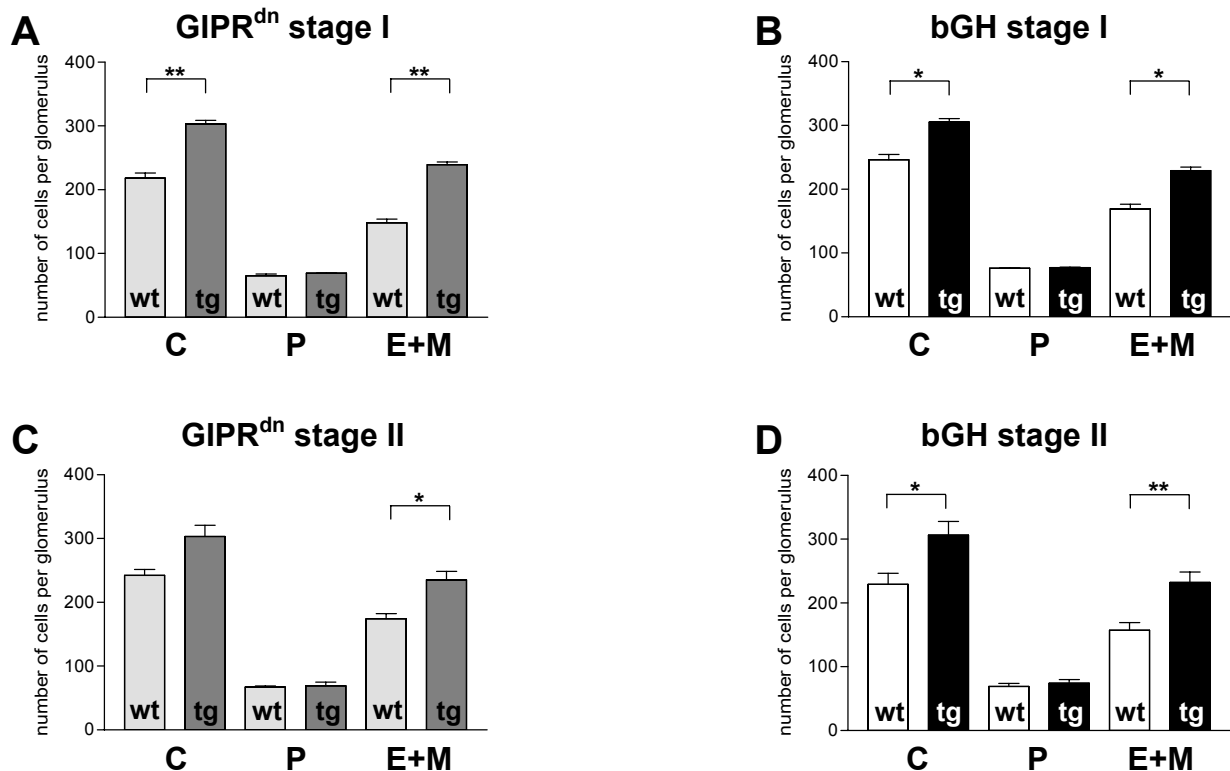 A
GIPRdn stage I
number of cells per glomerulus
400
300
200
100
0
**
**
wt
tg
wt
tg
wt
tg
C
P
E+M
B
bGH stage I
number of cells per glomerulus
400
300
200
100
0
*
*
wt
tg
wt
tg
wt
tg
C
P
E+M
C
GIPRdn stage II
number of cells per glomerulus
400
300
200
100
0
*
wt
tg
wt
tg
wt
tg
C
P
E+M
D
bGH stage II
number of cells per glomerulus
400
300
200
100
0
*
**
wt
tg
wt
tg
wt
tg
C
P
E+M